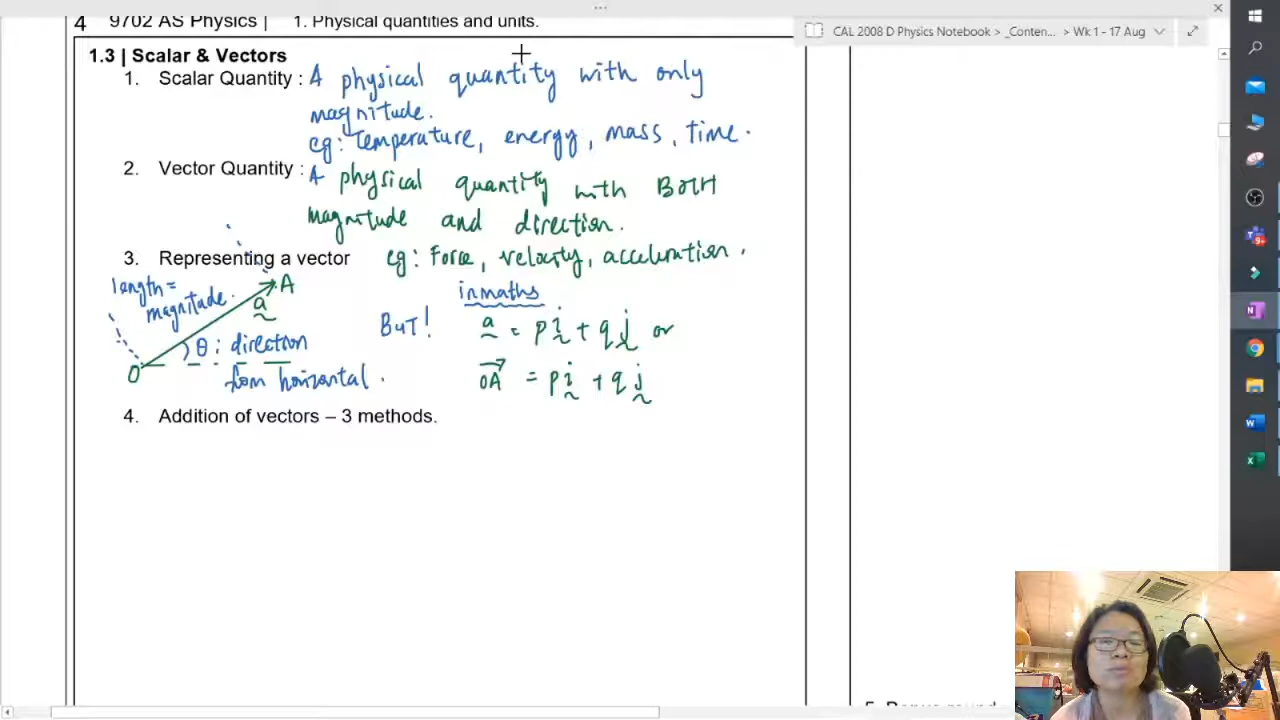 4 9702 AS Physics | 1. Physical quantities and units.
CAL 2008 D Physics Notebook > _Conten... > Wk 1 - 17 Aug
1.3 | Scalar & Vectors
1. Scalar Quantity : A physical quantity with only
magnitude.
eg: Temperature, energy, mass, time.
2. Vector Quantity : A physical quantity with BOTH
magnitude and direction.
3. Representing a vector eg: Force, velocity, acceleration.
length =
magnitude.
A
a
θ : direction
from horizontal.
O
BUT!
in maths
a = pi + qj or
OA = pi + qj
4. Addition of vectors – 3 methods.